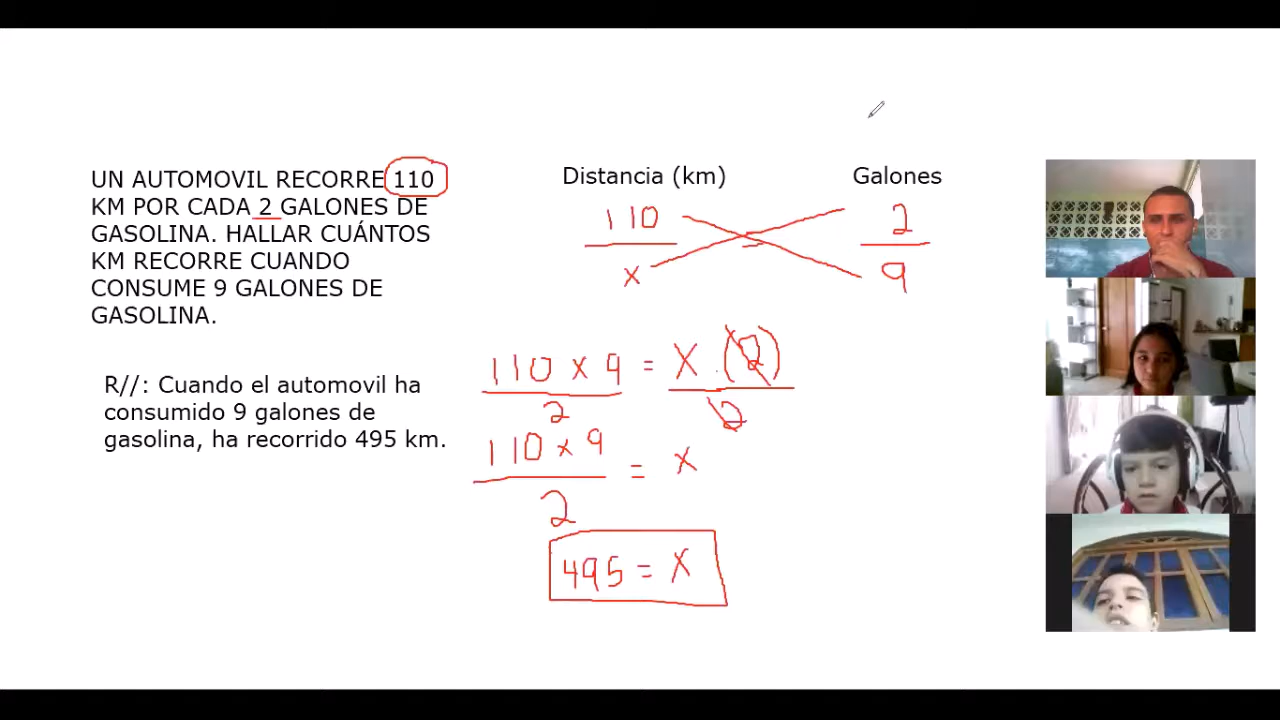 UN AUTOMOVIL RECORRE 110
KM POR CADA 2 GALONES DE
GASOLINA. HALLAR CUÁNTOS
KM RECORRE CUANDO
CONSUME 9 GALONES DE
GASOLINA.
R//: Cuando el automovil ha
consumido 9 galones de
gasolina, ha recorrido 495 km.
Distancia (km) Galones
110 2
=
x 9
110 x 9 = X . (2)
2 2
110 x 9 = x
2
495 = X